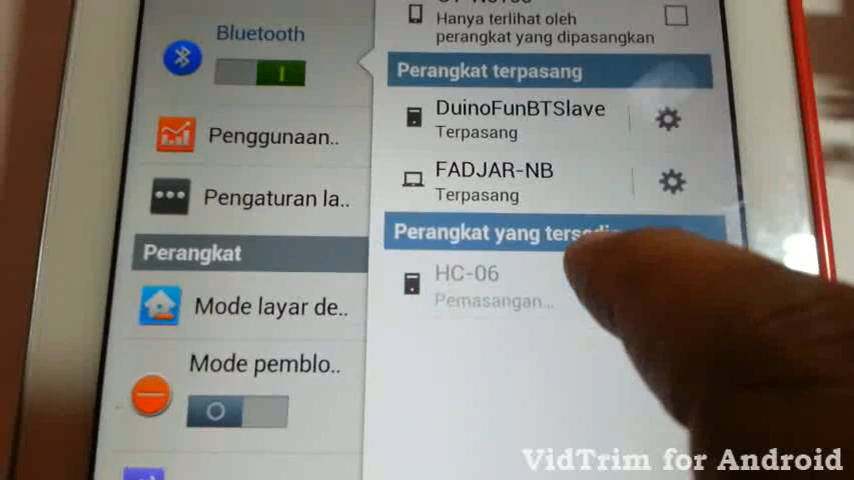 Bluetooth
Penggunaan..
Pengaturan la..
Perangkat
Mode layar de..
Mode pemblo..
Hanya terlihat oleh
perangkat yang dipasangkan
Perangkat terpasang
DuinoFunBTSlave
Terpasang
FADJAR-NB
Terpasang
Perangkat yang
HC-06
Pemasangan...
VidTrim for Android